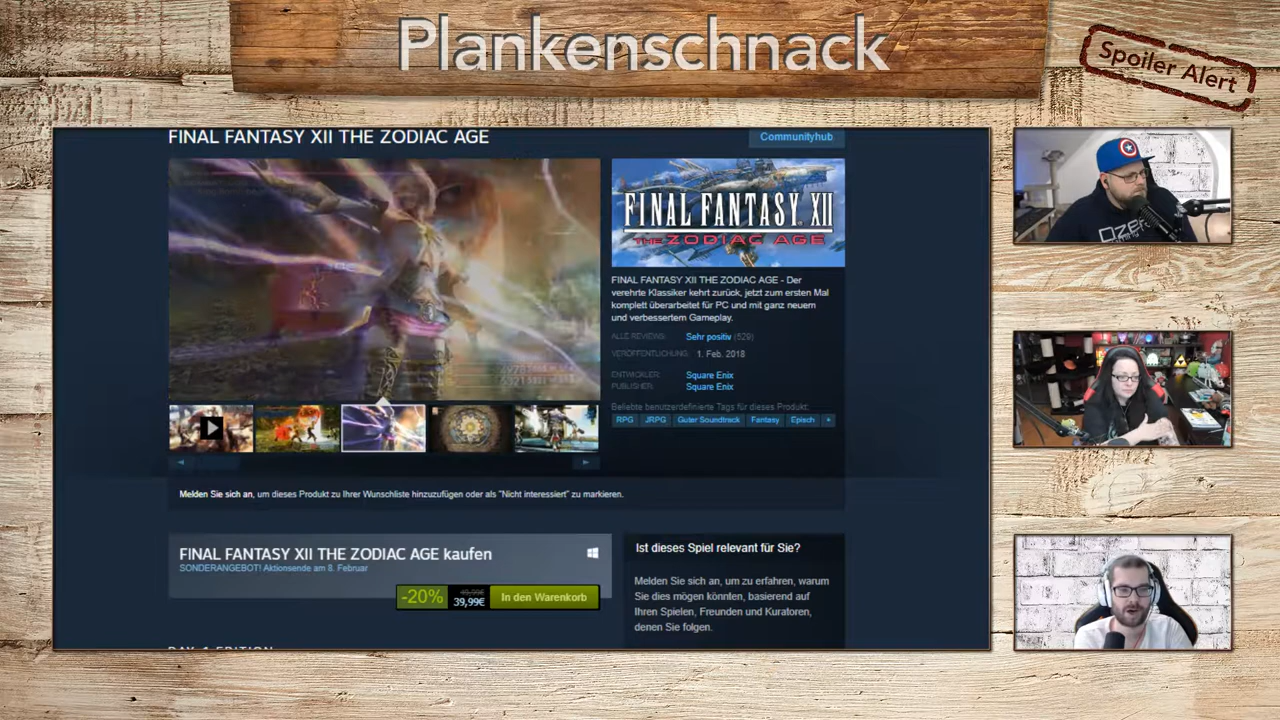 Plankenschnack
Spoiler Alert
FINAL FANTASY XII THE ZODIAC AGE
Communityhub
FINAL FANTASY XII
THE ZODIAC AGE
FINAL FANTASY XII THE ZODIAC AGE - Der
verehrte Klassiker kehrt zurück, jetzt zum ersten Mal
komplett überarbeitet für PC und mit ganz neuem
und verbessertem Gameplay.
ALLE REVIEWS: Sehr positiv (529)
VERÖFFENTLICHUNG: 1. Feb. 2018
ENTWICKLER: Square Enix
PUBLISHER: Square Enix
Beliebte benutzerdefinierte Tags für dieses Produkt:
RPG JRPG Guter Soundtrack Fantasy Episch +
Melden Sie sich an, um dieses Produkt zu Ihrer Wunschliste hinzuzufügen oder als "Nicht interessiert" zu markieren.
FINAL FANTASY XII THE ZODIAC AGE kaufen
SONDERANGEBOT! Aktionsende am 8. Februar
-20% 49,99€ 39,99€ In den Warenkorb
Ist dieses Spiel relevant für Sie?
Melden Sie sich an, um zu erfahren, warum
Sie dies mögen könnten, basierend auf
Ihren Spielen, Freunden und Kuratoren,
denen Sie folgen.
DAY 1 EDITION